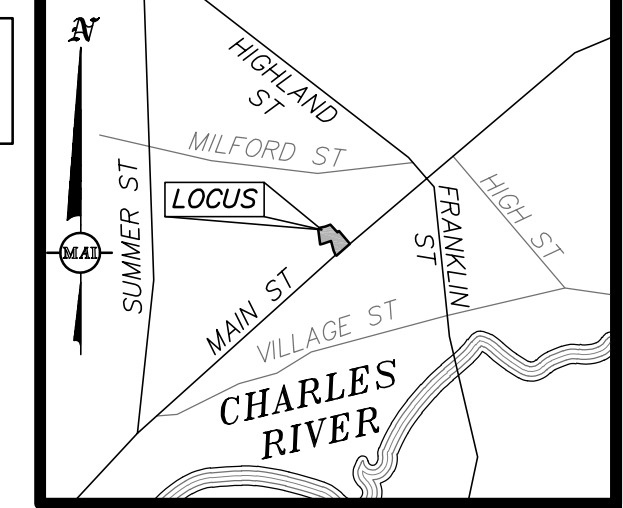 N
HIGHLAND
ST
MILFORD ST
LOCUS
SUMMER ST
HIGH ST
FRANKLIN
ST
MAI
MAIN ST
VILLAGE ST
CHARLES
RIVER